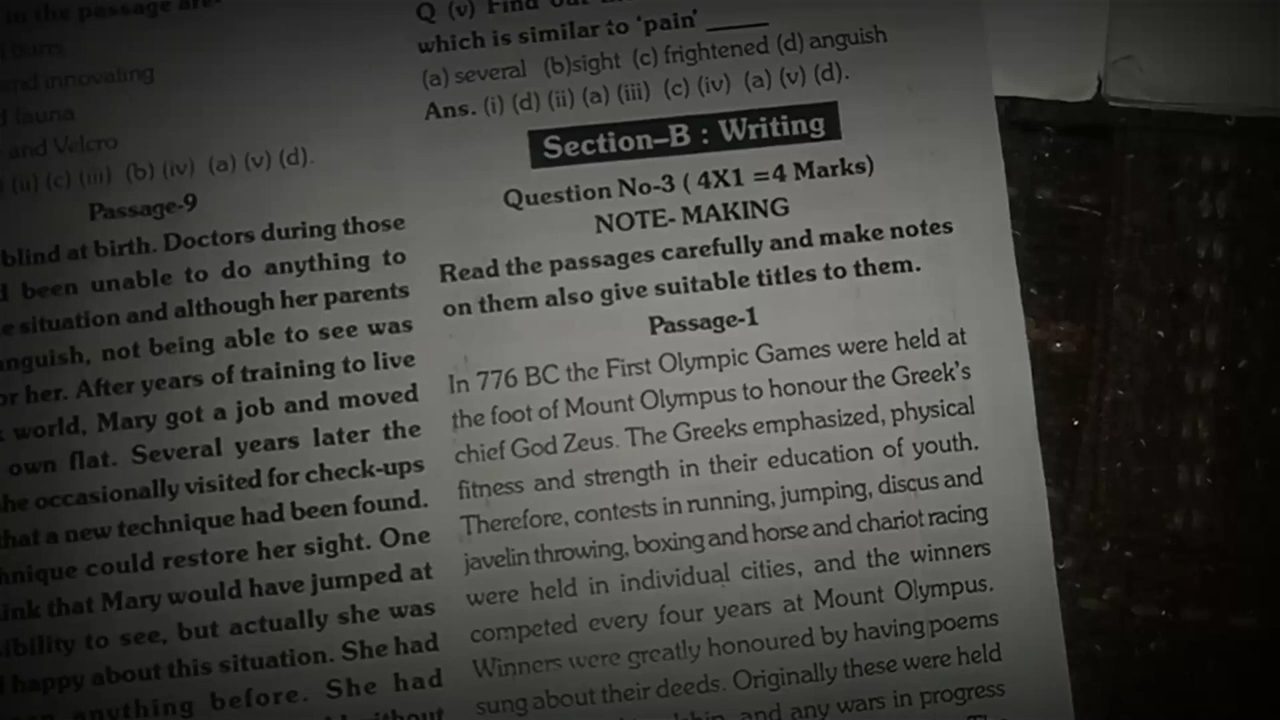 in the passage are-
burrs
and innovating
fauna
and Velcro
(ii) (c) (iii) (b) (iv) (a) (v) (d).
Passage-9
blind at birth. Doctors during those
been unable to do anything to
situation and although her parents
anguish, not being able to see was
or her. After years of training to live
world, Mary got a job and moved
own flat. Several years later the
she occasionally visited for check-ups
that a new technique had been found.
could restore her sight. One
that Mary would have jumped at
to see, but actually she was
happy about this situation. She had
anything before. She had
Q (v) Find out
which is similar to ‘pain’ ____
(a) several (b)sight (c) frightened (d) anguish
Ans. (i) (d) (ii) (a) (iii) (c) (iv) (a) (v) (d).
Section–B : Writing
Question No-3 ( 4X1 =4 Marks)
NOTE- MAKING
Read the passages carefully and make notes
on them also give suitable titles to them.
Passage-1
In 776 BC the First Olympic Games were held at
the foot of Mount Olympus to honour the Greek’s
chief God Zeus. The Greeks emphasized, physical
fitness and strength in their education of youth.
Therefore, contests in running, jumping, discus and
javelin throwing, boxing and horse and chariot racing
were held in individual cities, and the winners
competed every four years at Mount Olympus.
Winners were greatly honoured by having poems
sung about their deeds. Originally these were held
and any wars in progress